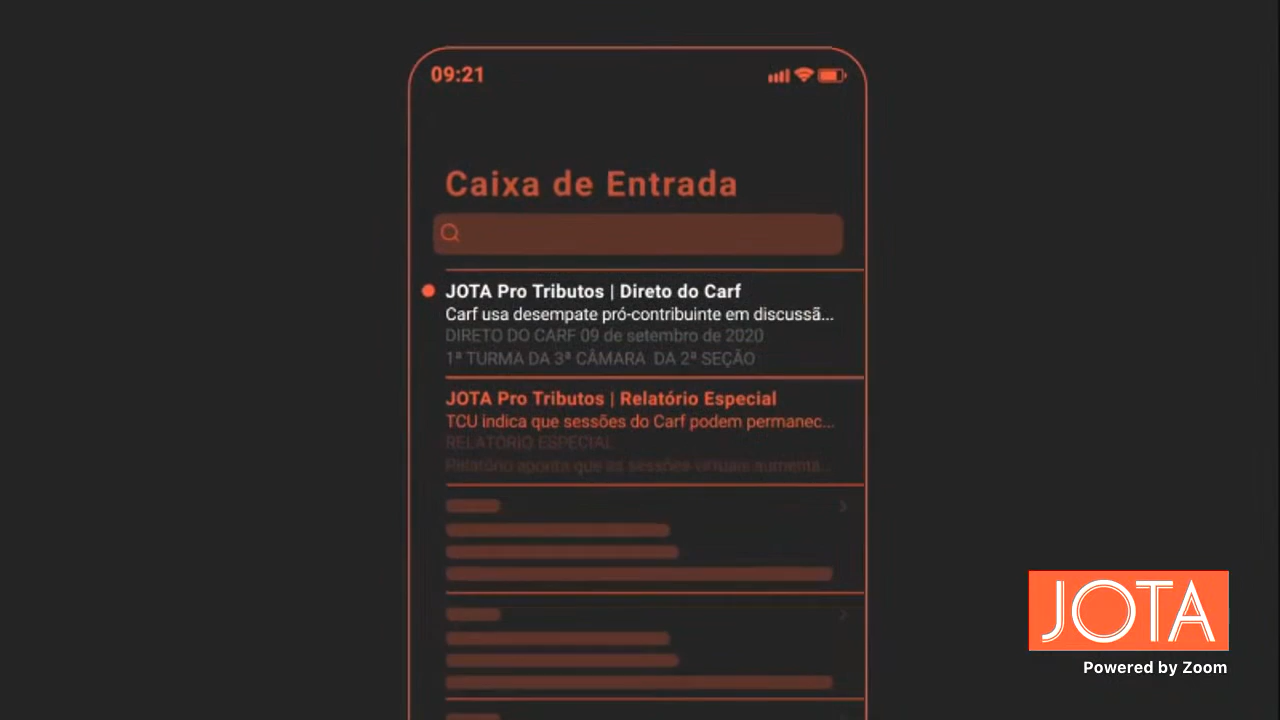 09:21
Caixa de Entrada
JOTA Pro Tributos | Direto do Carf
Carf usa desempate pró-contribuinte em discussã...
DIRETO DO CARF 09 de setembro de 2020
1ª TURMA DA 3ª CÂMARA DA 2ª SEÇÃO
JOTA Pro Tributos | Relatório Especial
TCU indica que sessões do Carf podem permanec...
RELATÓRIO ESPECIAL
Relatório aponta que as sessões virtuais aumenta...
JOTA
Powered by Zoom